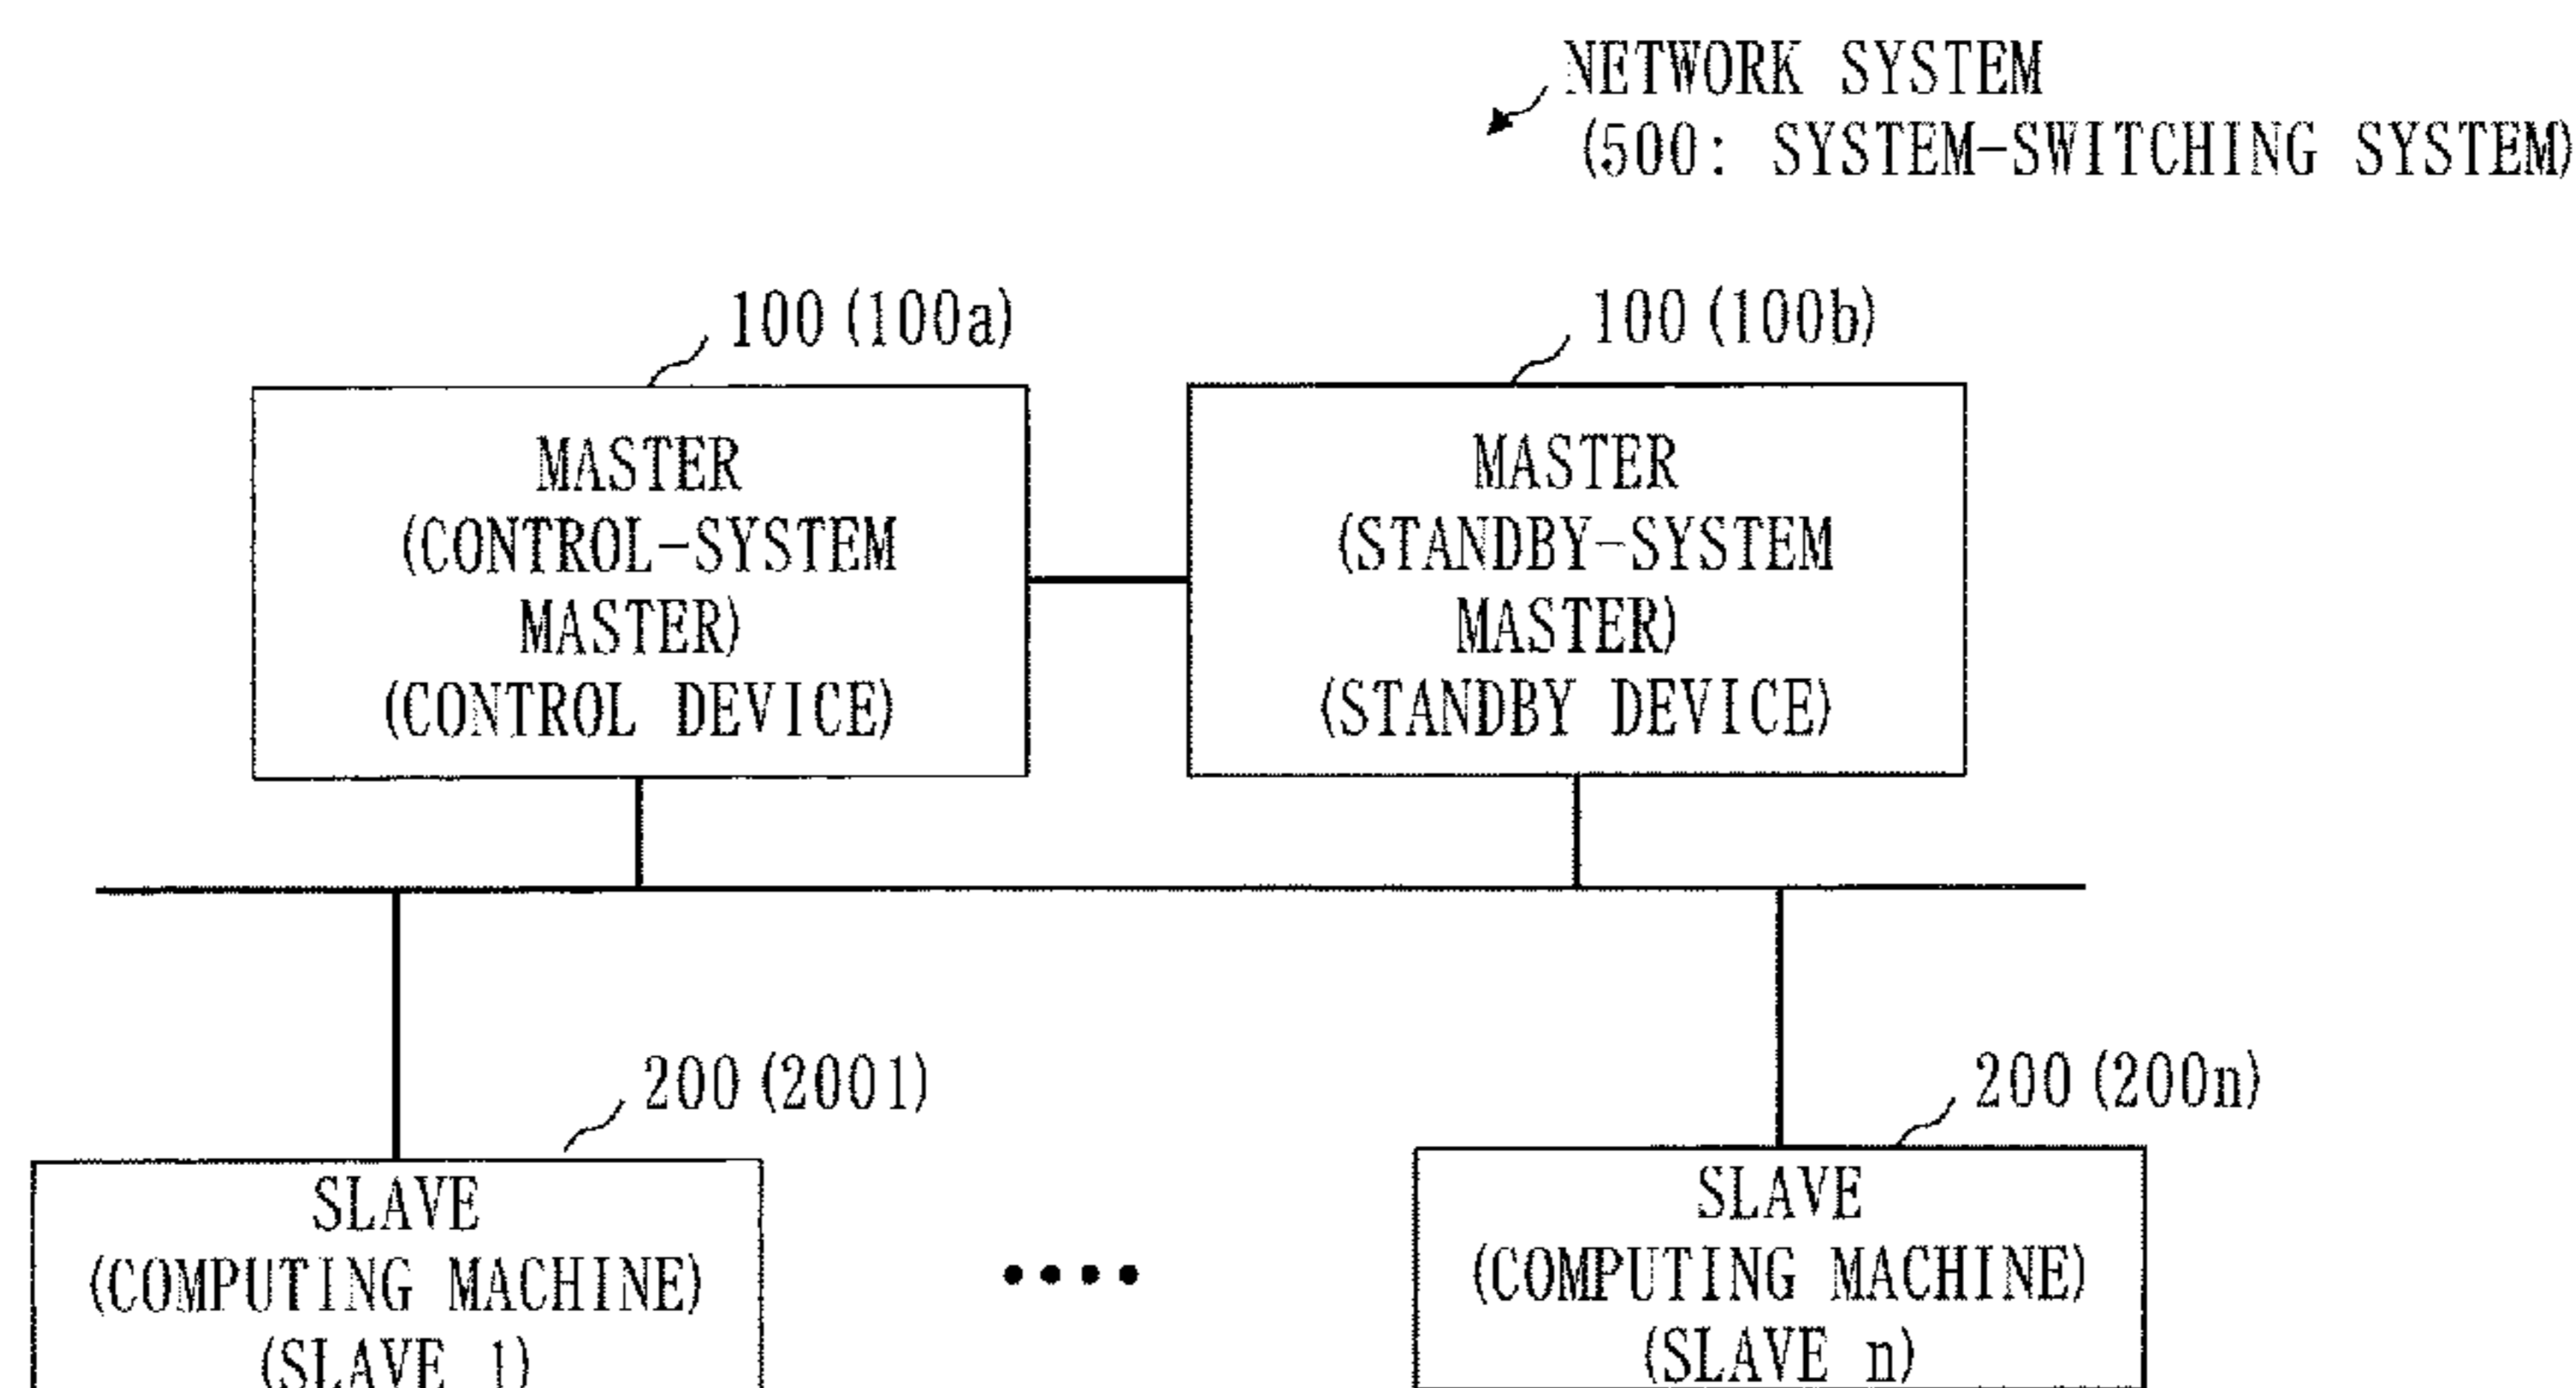 NETWORK SYSTEM
(500: SYSTEM-SWITCHING SYSTEM)
100 (100a)
100 (100b)
MASTER
(CONTROL-SYSTEM
MASTER)
(CONTROL DEVICE)
MASTER
(STANDBY-SYSTEM
MASTER)
(STANDBY DEVICE)
200 (2001)
200 (200n)
SLAVE
(COMPUTING MACHINE)
(SLAVE 1)
SLAVE
(COMPUTING MACHINE)
(SLAVE n)